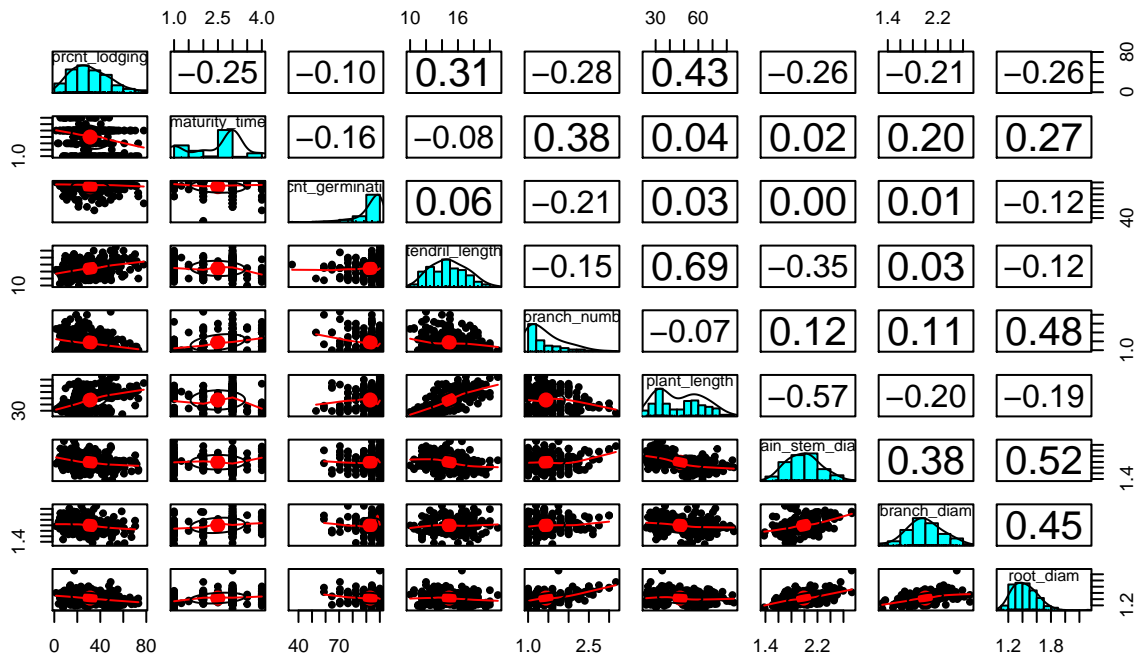 1.0 2.5 4.0 10 16 30 60 1.4 2.2
prcnt_lodging −0.25 −0.10 0.31 −0.28 0.43 −0.26 −0.21 −0.26 0 80
1.0 maturity_time −0.16 −0.08 0.38 0.04 0.02 0.20 0.27
cnt_germinati 0.06 −0.21 0.03 0.00 0.01 −0.12 40
10 tendril_length −0.15 0.69 −0.35 0.03 −0.12
branch_numb −0.07 0.12 0.11 0.48 1.0
30 plant_length −0.57 −0.20 −0.19
ain_stem_dia 0.38 0.52 1.4
1.4 branch_diam 0.45
root_diam 1.2
0 40 80 40 70 1.0 2.5 1.4 2.2 1.2 1.8